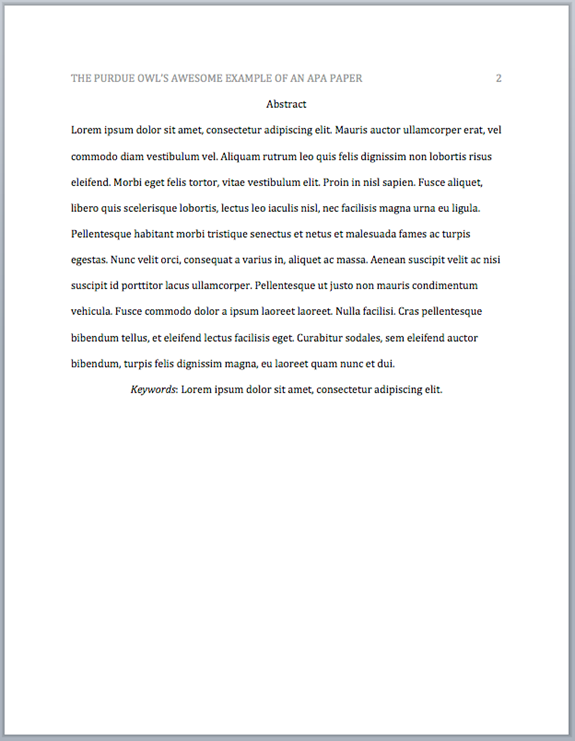 THE PURDUE OWL'S AWESOME EXAMPLE OF AN APA PAPER 2
Abstract
Lorem ipsum dolor sit amet, consectetur adipiscing elit. Mauris auctor ullamcorper erat, vel
commodo diam vestibulum vel. Aliquam rutrum leo quis felis dignissim non lobortis risus
eleifend. Morbi eget felis tortor, vitae vestibulum elit. Proin in nisl sapien. Fusce aliquet,
libero quis scelerisque lobortis, lectus leo iaculis nisl, nec facilisis magna urna eu ligula.
Pellentesque habitant morbi tristique senectus et netus et malesuada fames ac turpis
egestas. Nunc velit orci, consequat a varius in, aliquet ac massa. Aenean suscipit velit ac nisi
suscipit id porttitor lacus ullamcorper. Pellentesque ut justo non mauris condimentum
vehicula. Fusce commodo dolor a ipsum laoreet laoreet. Nulla facilisi. Cras pellentesque
bibendum tellus, et eleifend lectus facilisis eget. Curabitur sodales, sem eleifend auctor
bibendum, turpis felis dignissim magna, eu laoreet quam nunc et dui.
Keywords: Lorem ipsum dolor sit amet, consectetur adipiscing elit.